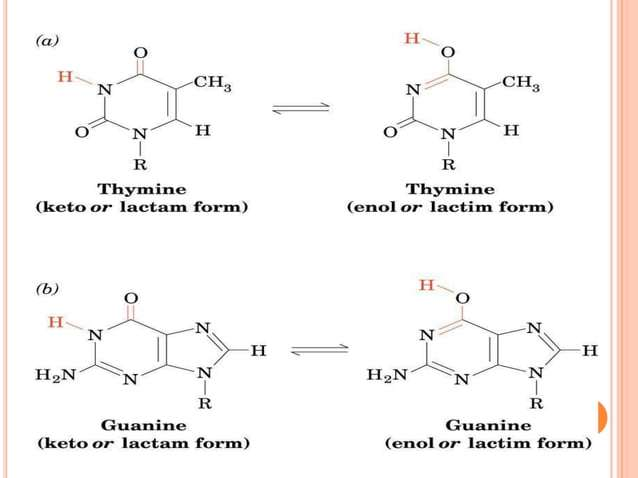 (a)
O
H
N
CH3
O
N
H
R
Thymine
(keto or lactam form)
H
O
N
CH3
O
N
H
R
Thymine
(enol or lactim form)
(b)
O
H
N
N
H
H2N
N
N
R
Guanine
(keto or lactam form)
H
O
N
N
H
H2N
N
N
R
Guanine
(enol or lactim form)